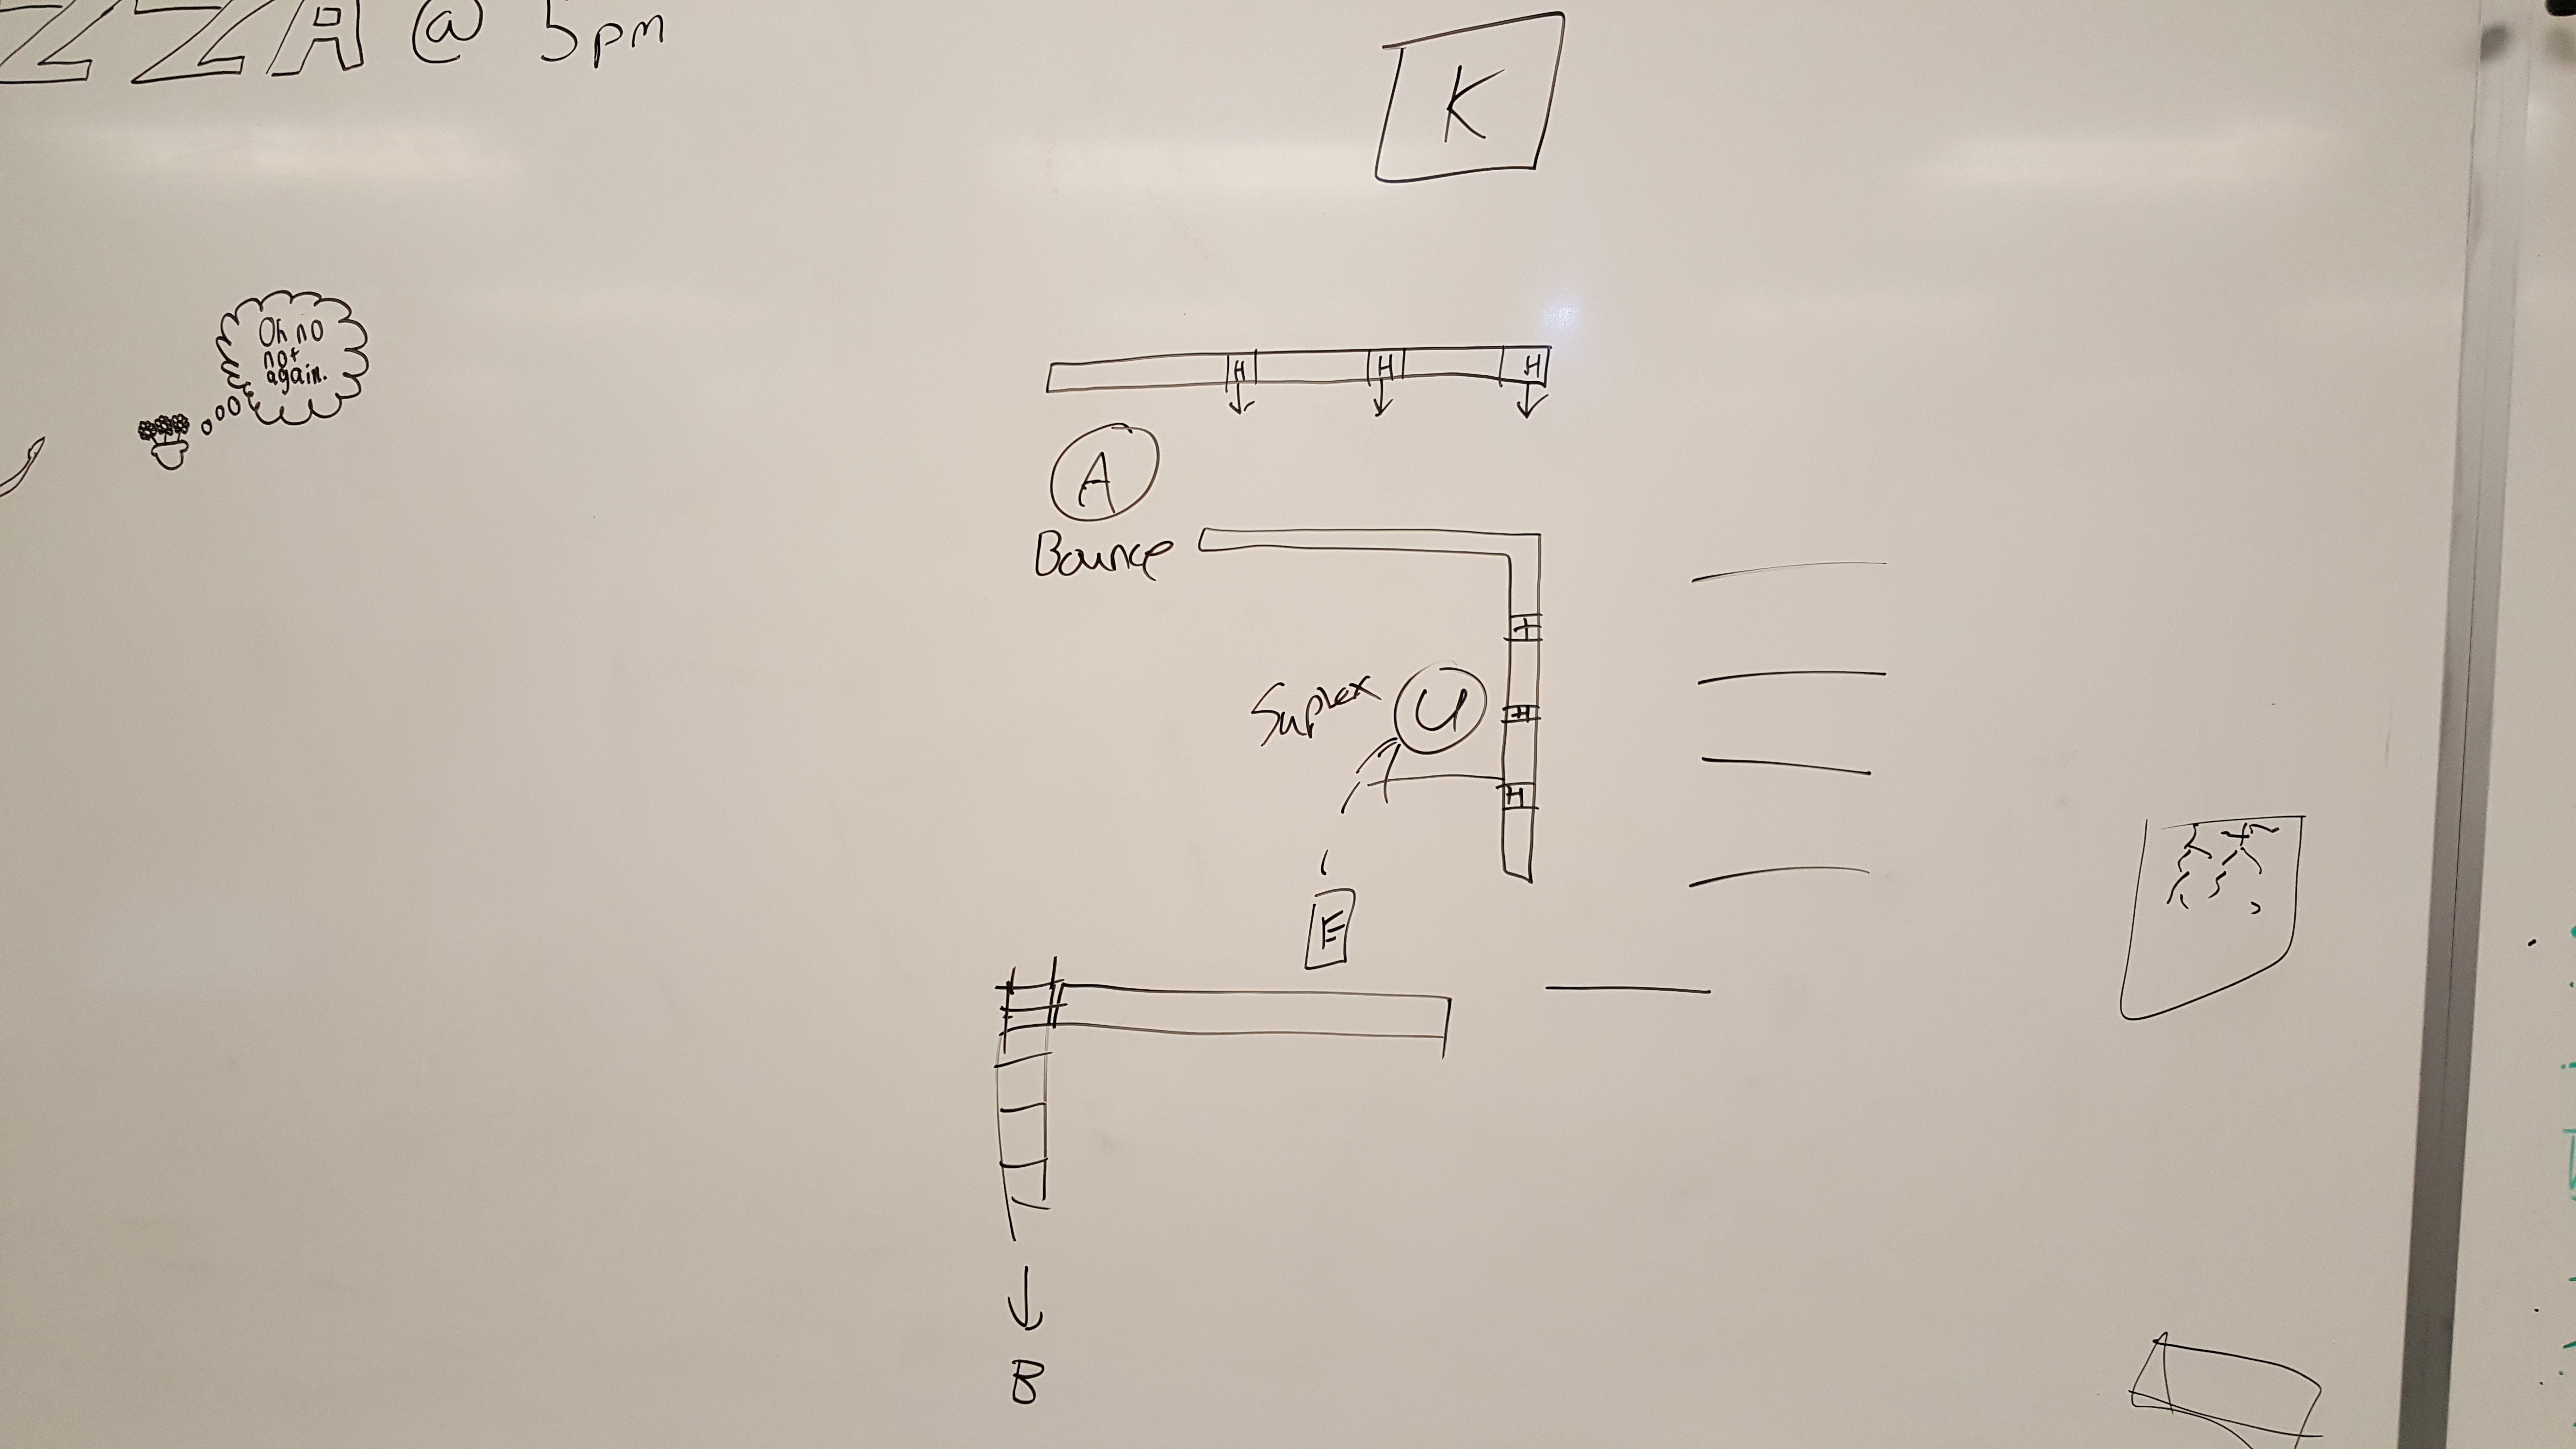 ZZA @ 5pm
K
Oh no
not
again.
H H H
A
Bounce
H
Suplex U
H
H
E
B